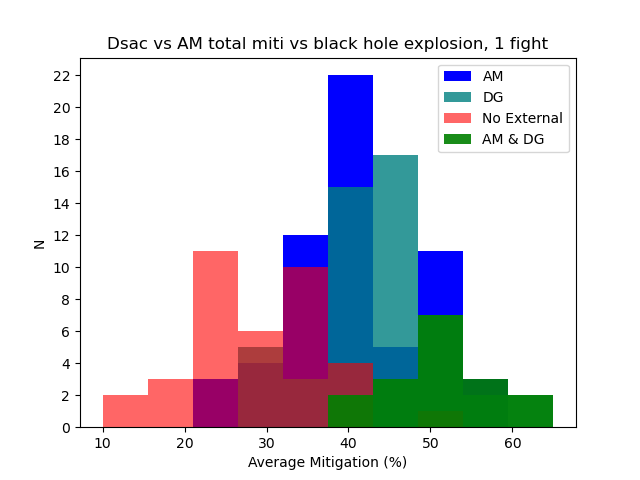 Dsac vs AM total miti vs black hole explosion, 1 fight
AM
DG
No External
AM & DG
22
20
18
16
14
12
10
8
6
4
2
0
N
10 20 30 40 50 60
Average Mitigation (%)